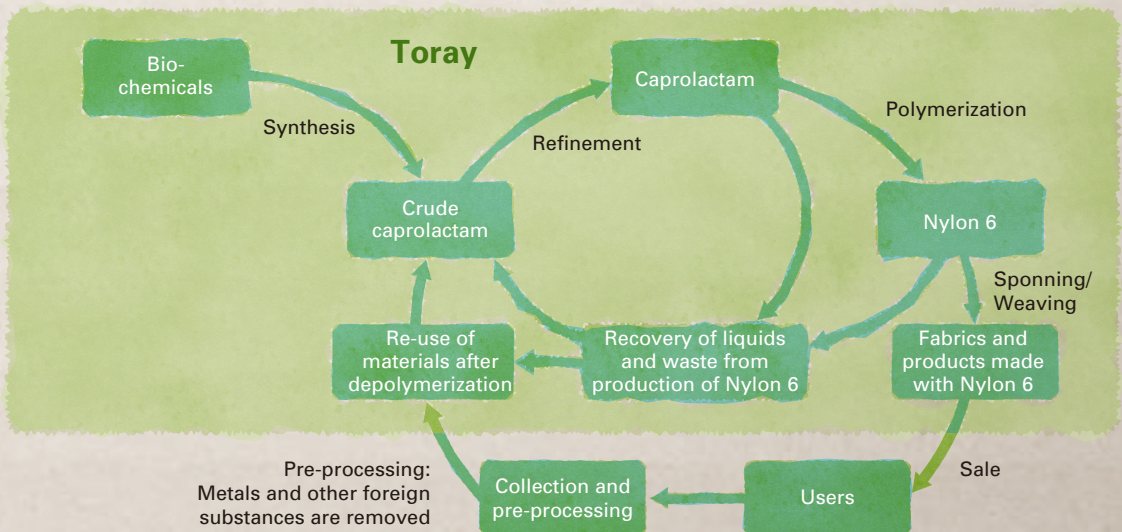 Toray
Bio-
chemicals
Synthesis
Caprolactam
Refinement
Polymerization
Crude
caprolactam
Nylon 6
Sponning/
Weaving
Re-use of
materials after
depolymerization
Recovery of liquids
and waste from
production of Nylon 6
Fabrics and
products made
with Nylon 6
Pre-processing:
Metals and other foreign
substances are removed
Collection and
pre-processing
Users
Sale